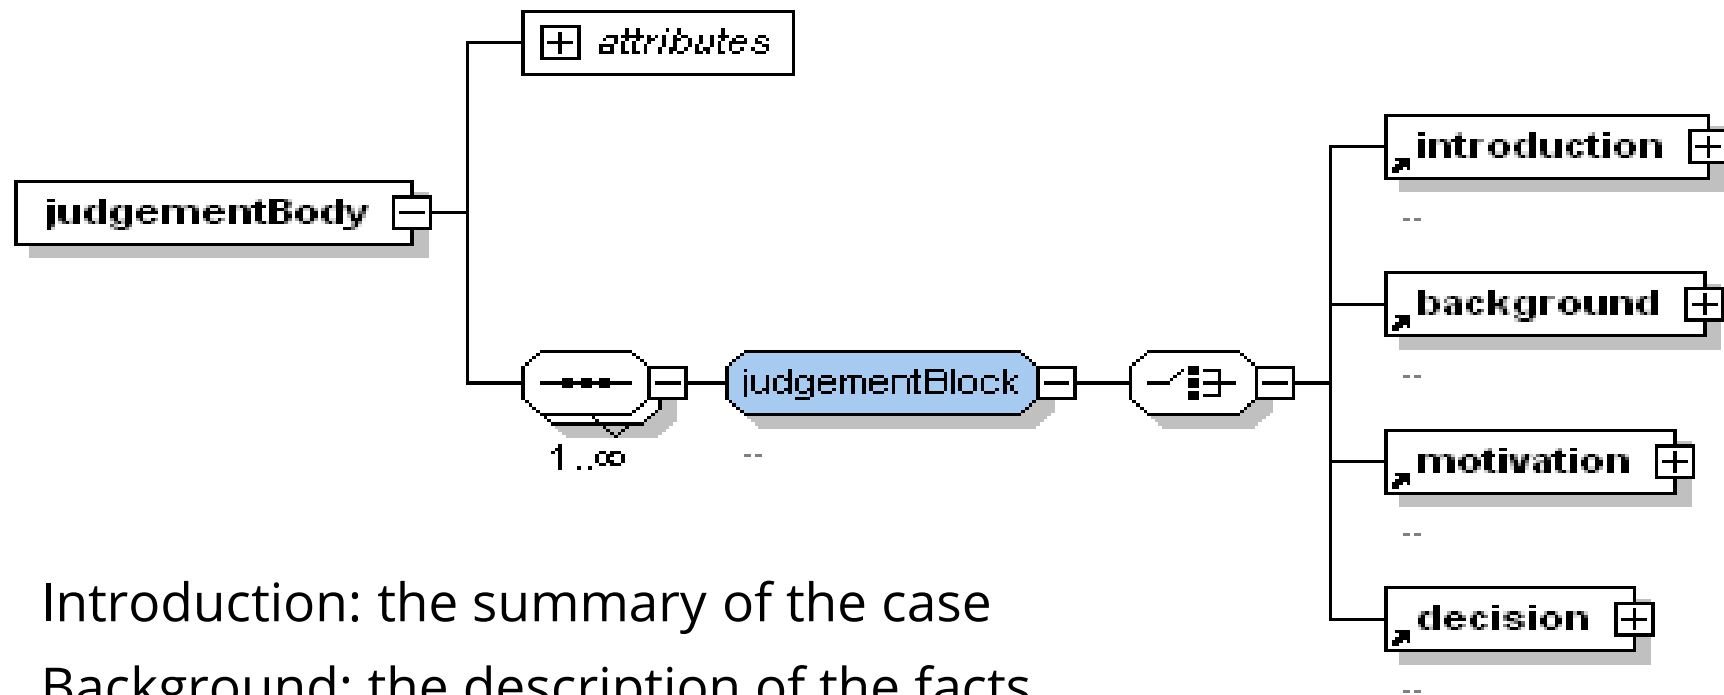 attributes
introduction
--
judgementBody
background
--
judgementBlock
1..∞
--
motivation
--
Introduction: the summary of the case
decision
Background: the description of the facts
--